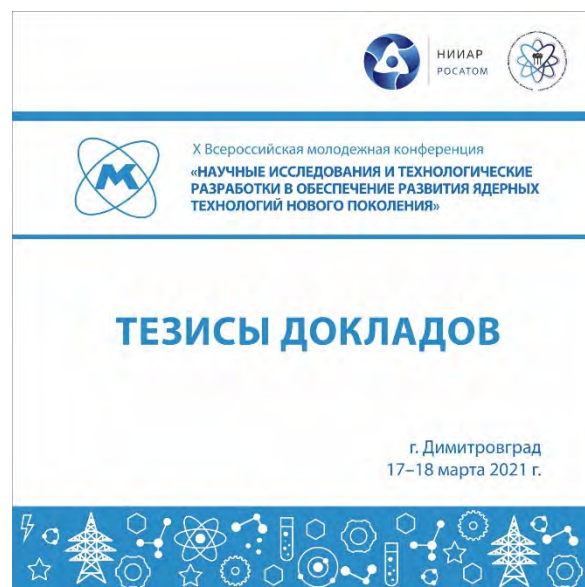 НИИАР
РОСАТОМ
X Всероссийская молодежная конференция
«НАУЧНЫЕ ИССЛЕДОВАНИЯ И ТЕХНОЛОГИЧЕСКИЕ
РАЗРАБОТКИ В ОБЕСПЕЧЕНИЕ РАЗВИТИЯ ЯДЕРНЫХ
ТЕХНОЛОГИЙ НОВОГО ПОКОЛЕНИЯ»
ТЕЗИСЫ ДОКЛАДОВ
г. Димитровград
17–18 марта 2021 г.